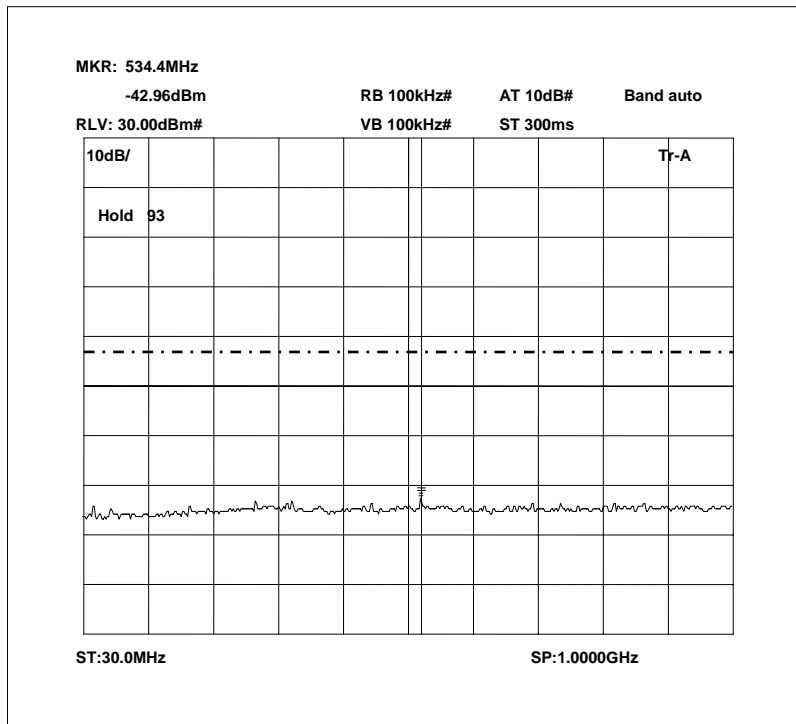 MKR: 534.4MHz
-42.96dBm RB 100kHz# AT 10dB# Band auto
RLV: 30.00dBm# VB 100kHz# ST 300ms
10dB/ Tr-A
Hold 93
ST:30.0MHz SP:1.0000GHz